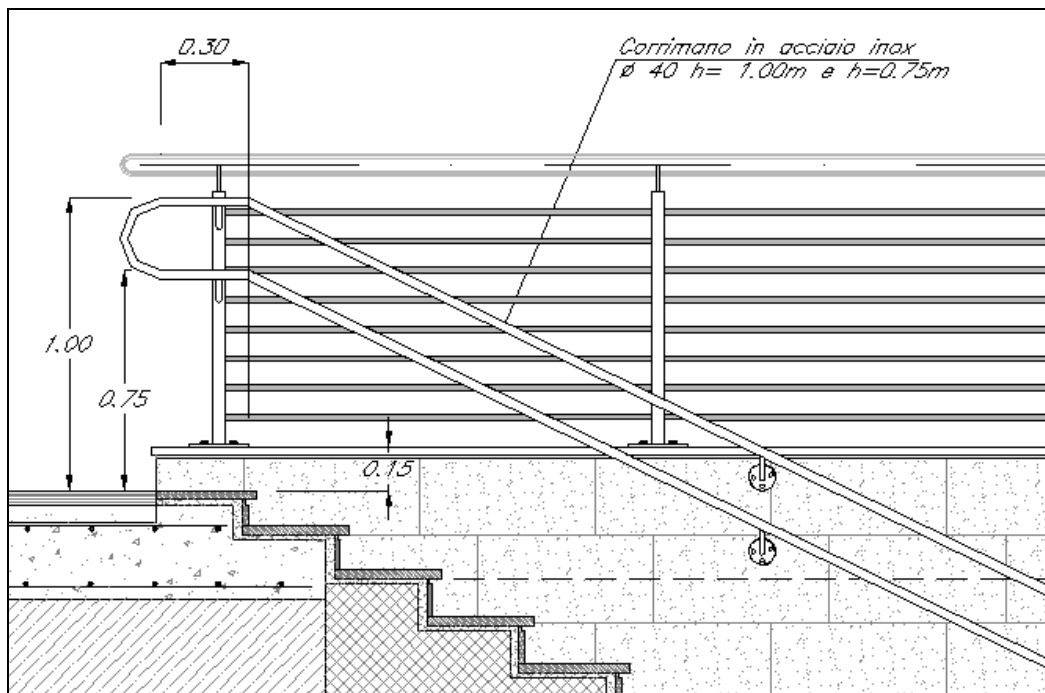 0.30
Corrimano in acciaio inox
ø 40 h= 1.00m e h=0.75m
1.00
0.75
0.15